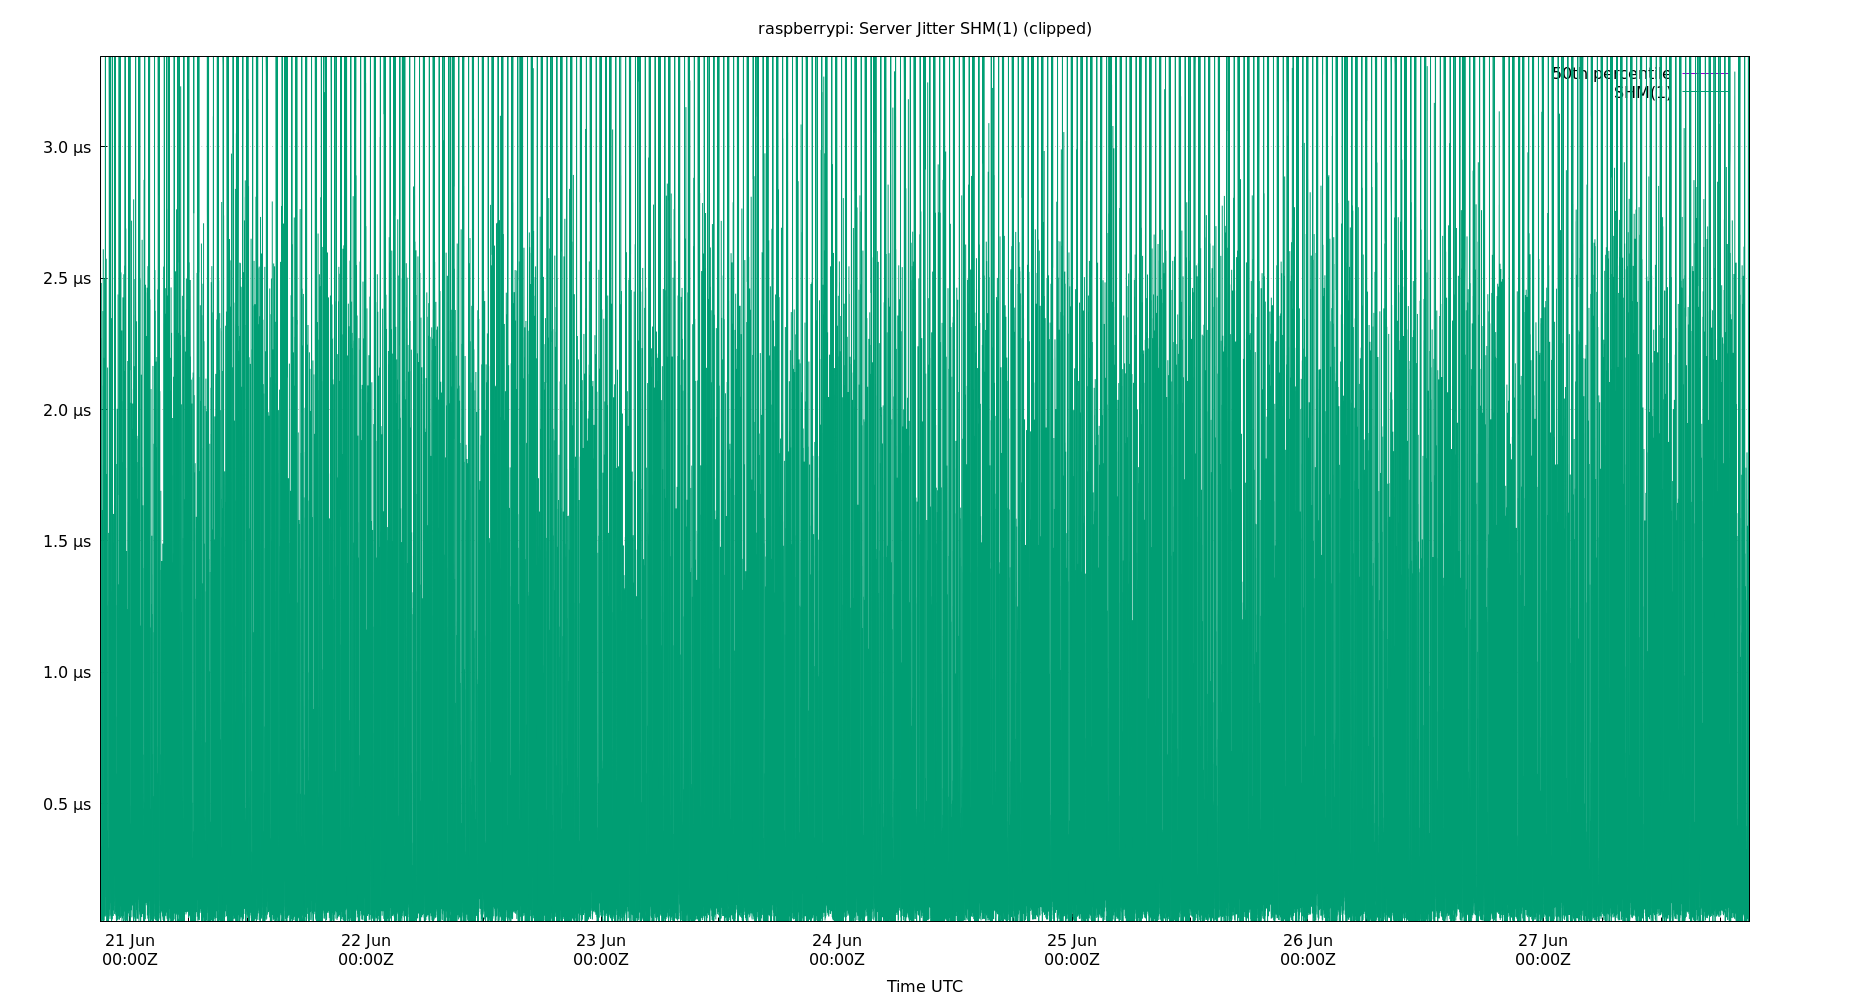 raspberrypi: Server Jitter SHM(1) (clipped)
50th percentile
SHM(1)
3.0 µs
2.5 µs
2.0 µs
1.5 µs
1.0 µs
0.5 µs
21 Jun 22 Jun 23 Jun 24 Jun 25 Jun 26 Jun 27 Jun
00:00Z 00:00Z 00:00Z 00:00Z 00:00Z 00:00Z 00:00Z
Time UTC